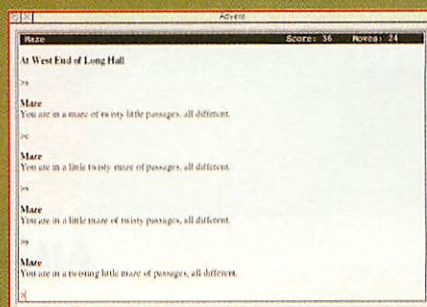 Advent
Maze Score: 36 Moves: 24
At West End of Long Hall
>s
Maze
You are in a maze of twisty little passages, all different.
Maze
You are in a little twisty maze of passages, all different.
>s
Maze
You are in a little maze of twisty passages, all different.
>s
Maze
You are in a twisting little maze of passages, all different.
>